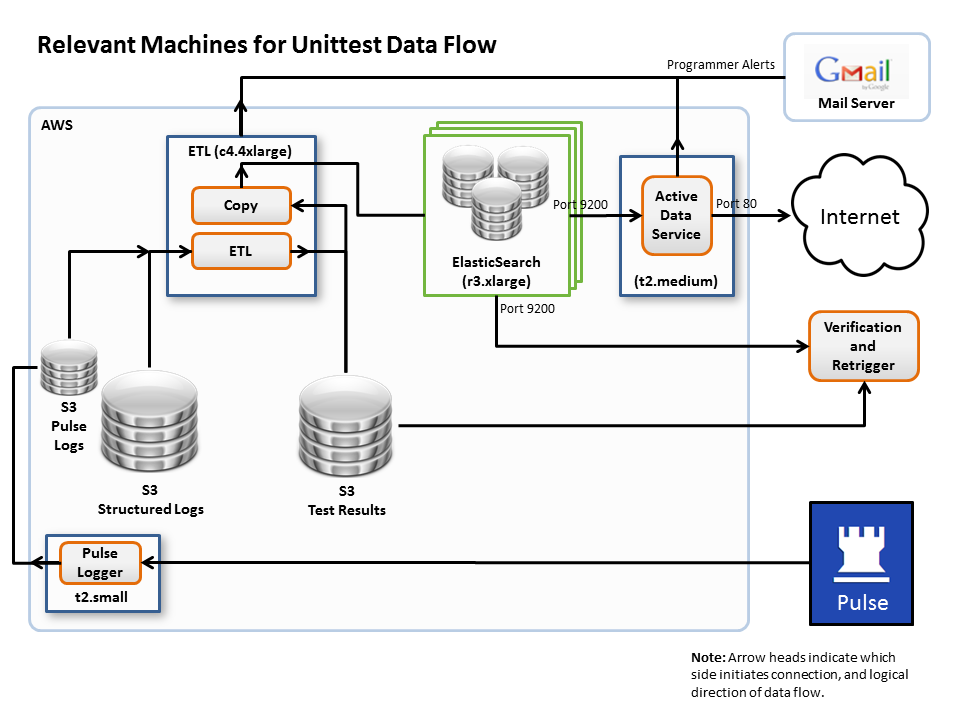 Relevant Machines for Unittest Data Flow
Programmer Alerts
Gmail
by Google
Mail Server
AWS
ETL (c4.4xlarge)
Copy
ETL
ElasticSearch
(r3.xlarge)
Port 9200
Active
Data
Service
(t2.medium)
Port 80
Internet
Port 9200
Verification
and
Retrigger
S3
Pulse
Logs
S3
Structured Logs
S3
Test Results
Pulse
Logger
t2.small
Pulse
Note: Arrow heads indicate which
side initiates connection, and logical
direction of data flow.